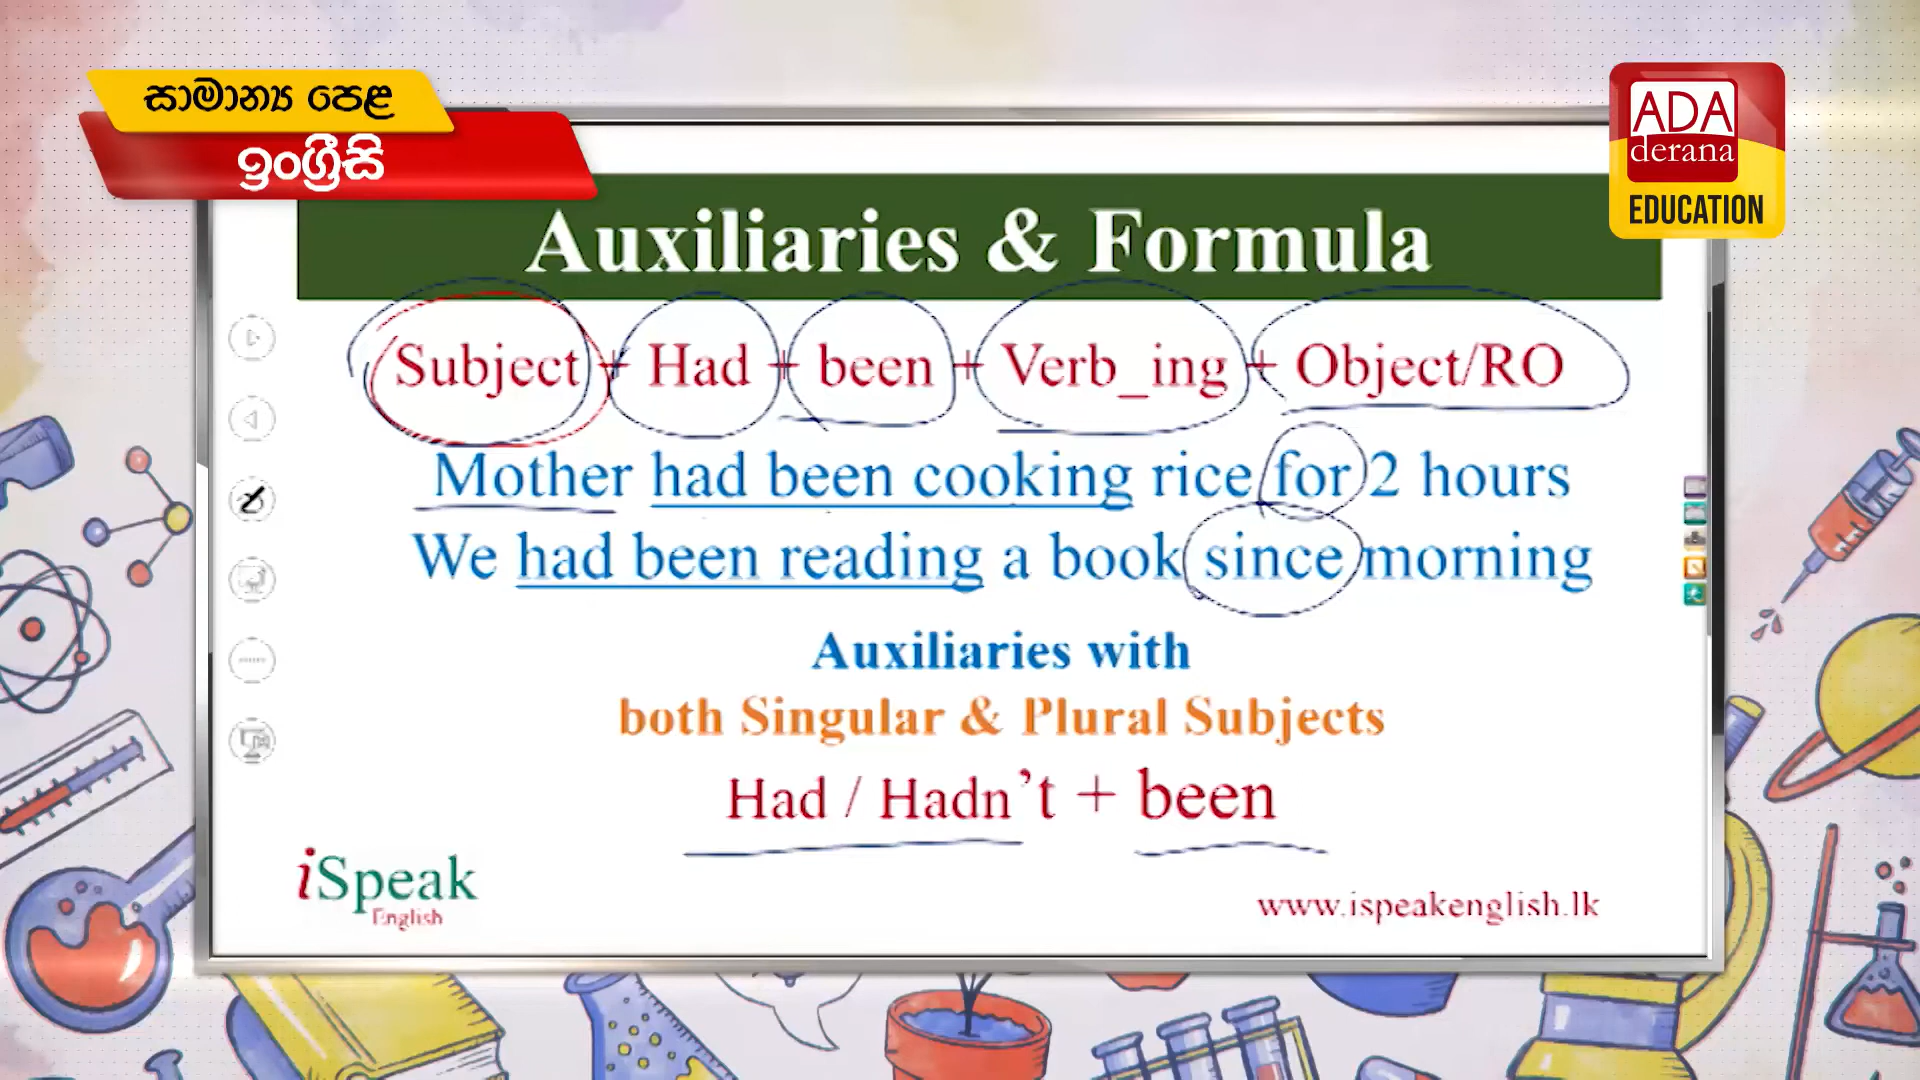 සාමාන්‍ය පෙළ
ඉංග්‍රීසි
ADA
derana
EDUCATION
Auxiliaries & Formula
Subject + Had + been + Verb_ing + Object/RO
Mother had been cooking rice for 2 hours
We had been reading a book since morning
Auxiliaries with
both Singular & Plural Subjects
Had / Hadn’t + been
iSpeak
English
www.ispeakenglish.lk